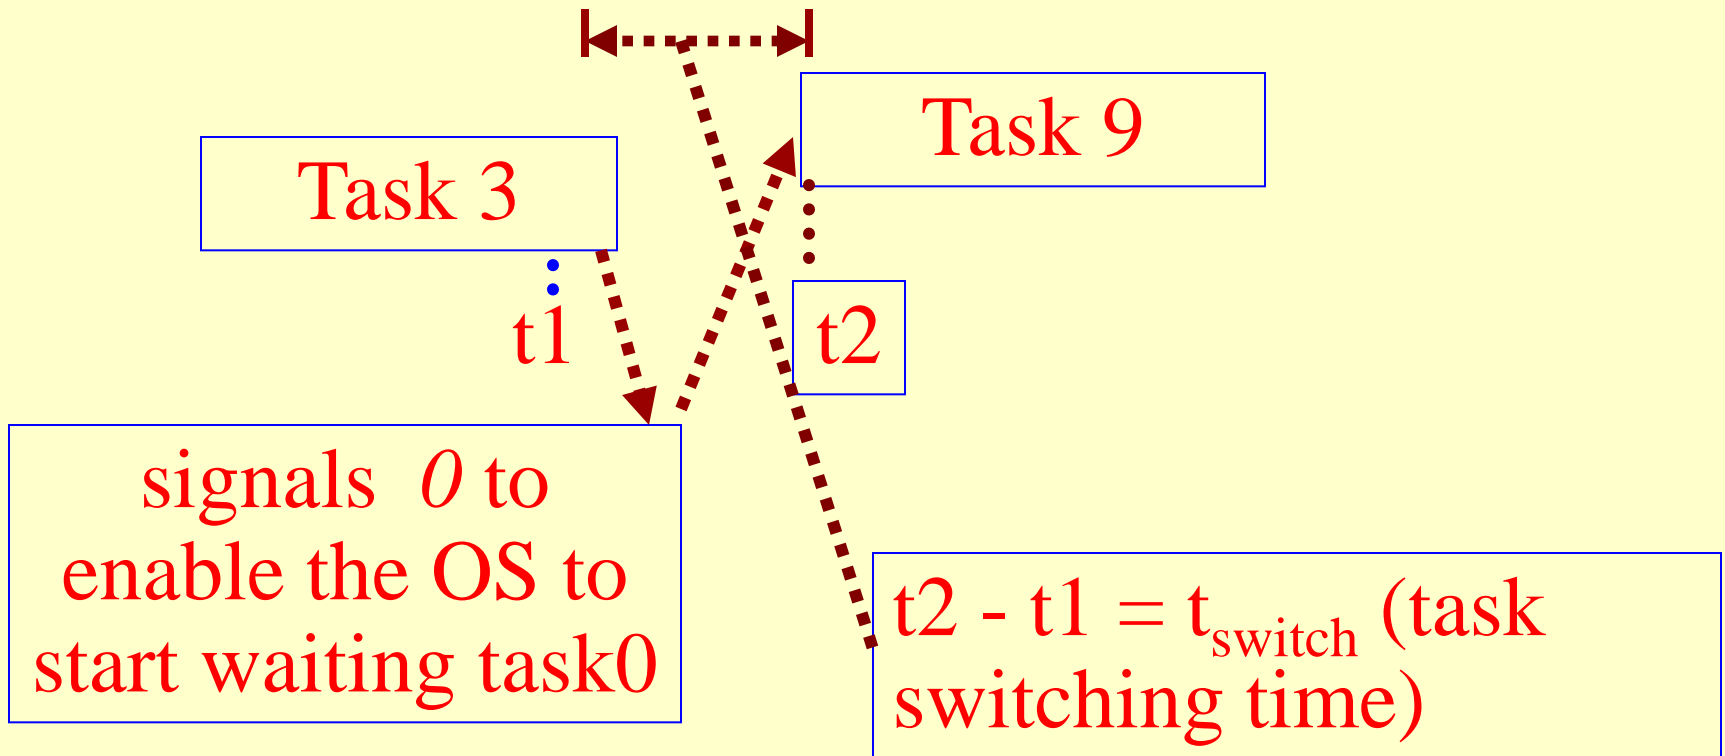 Task 9
Task 3
t1
t2
signals 0 to
enable the OS to
start waiting task0
t2 - t1 = tswitch (task
switching time)